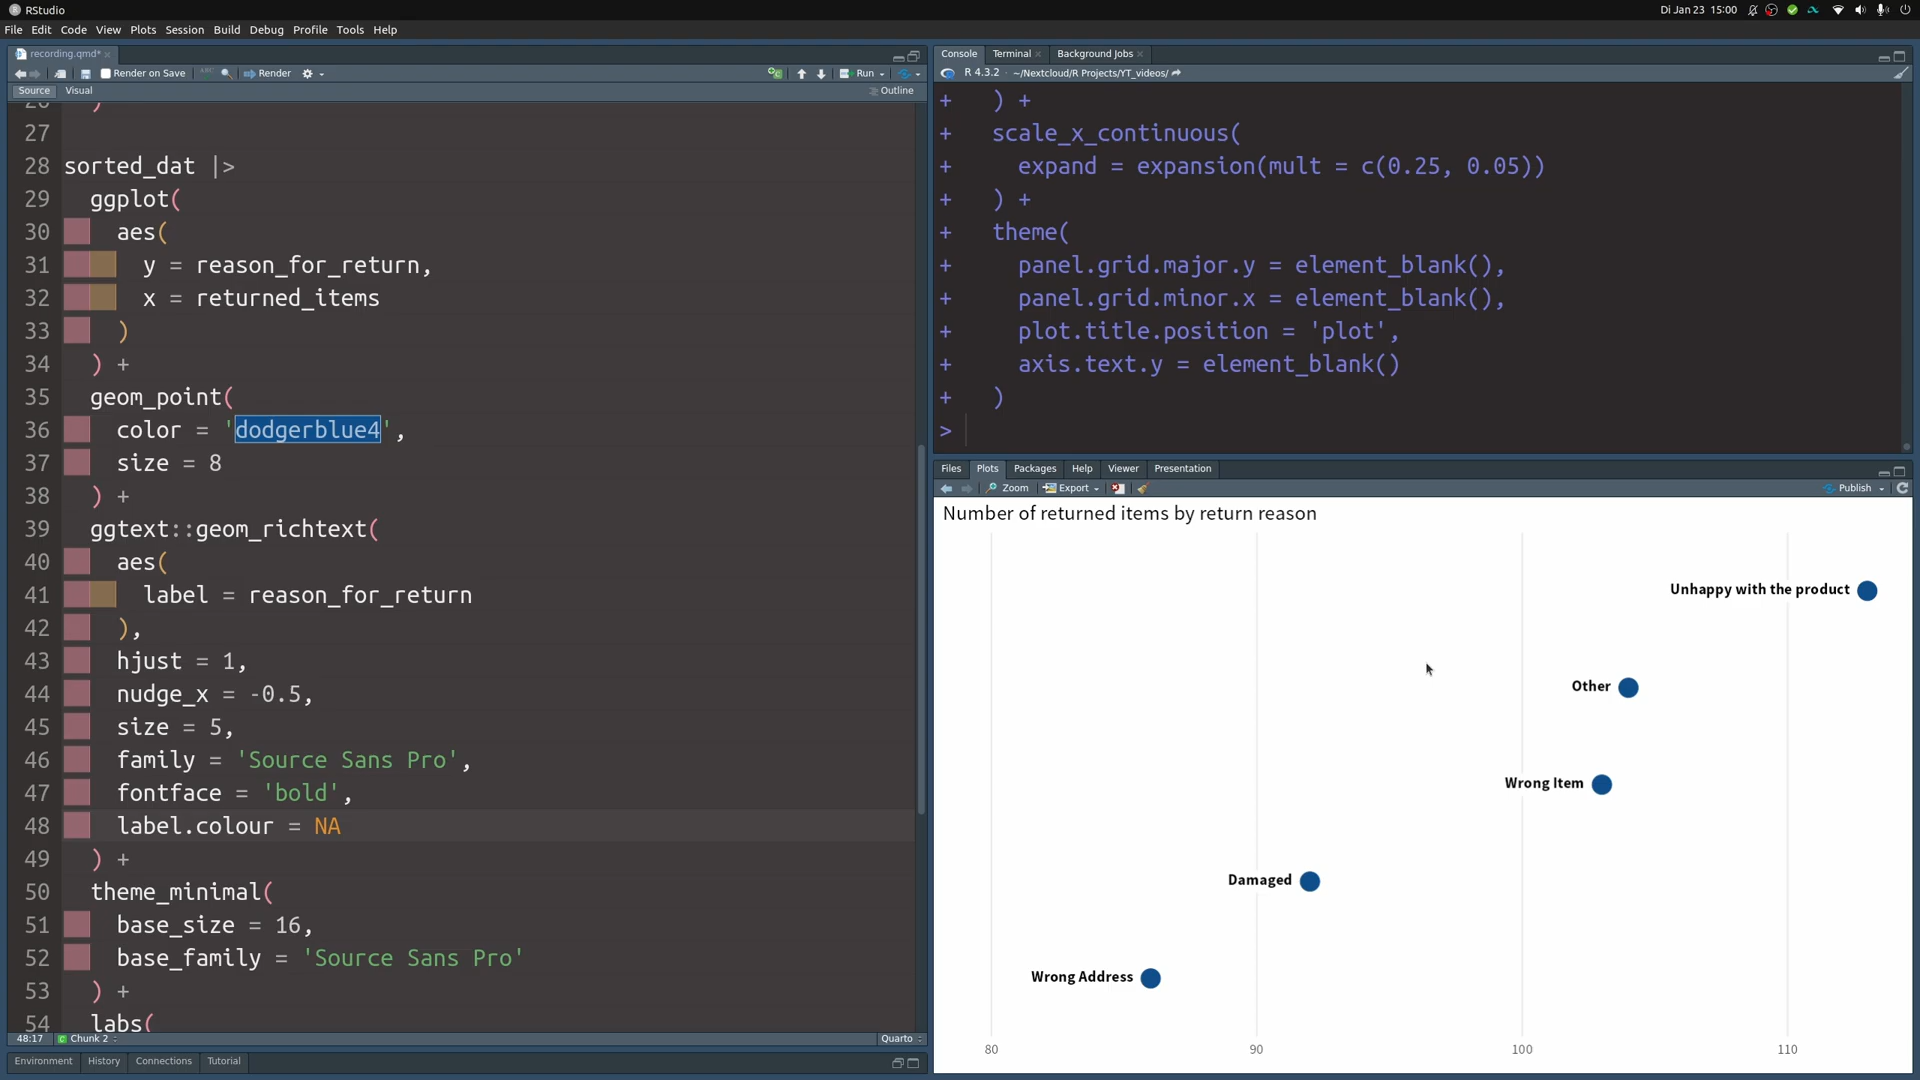 RStudio
Di Jan 23 15:00
File Edit Code View Plots Session Build Debug Profile Tools Help
recording.qmd*
Render on Save
Render
Run
Source Visual
Outline
26 )
27
28 sorted_dat |>
29 ggplot(
30 aes(
31 y = reason_for_return,
32 x = returned_items
33 )
34 ) +
35 geom_point(
36 color = 'dodgerblue4',
37 size = 8
38 ) +
39 ggtext::geom_richtext(
40 aes(
41 label = reason_for_return
42 ),
43 hjust = 1,
44 nudge_x = -0.5,
45 size = 5,
46 family = 'Source Sans Pro',
47 fontface = 'bold',
48 label.colour = NA
49 ) +
50 theme_minimal(
51 base_size = 16,
52 base_family = 'Source Sans Pro'
53 ) +
54 labs(
48:17 Chunk 2 Quarto
Environment History Connections Tutorial
Console Terminal Background Jobs
R 4.3.2 · ~/Nextcloud/R Projects/YT_videos/
+ ) +
+ scale_x_continuous(
+ expand = expansion(mult = c(0.25, 0.05))
+ ) +
+ theme(
+ panel.grid.major.y = element_blank(),
+ panel.grid.minor.x = element_blank(),
+ plot.title.position = 'plot',
+ axis.text.y = element_blank()
+ )
>
Files Plots Packages Help Viewer Presentation
Zoom Export Publish
Number of returned items by return reason
Unhappy with the product
Other
Wrong Item
Damaged
Wrong Address
80 90 100 110